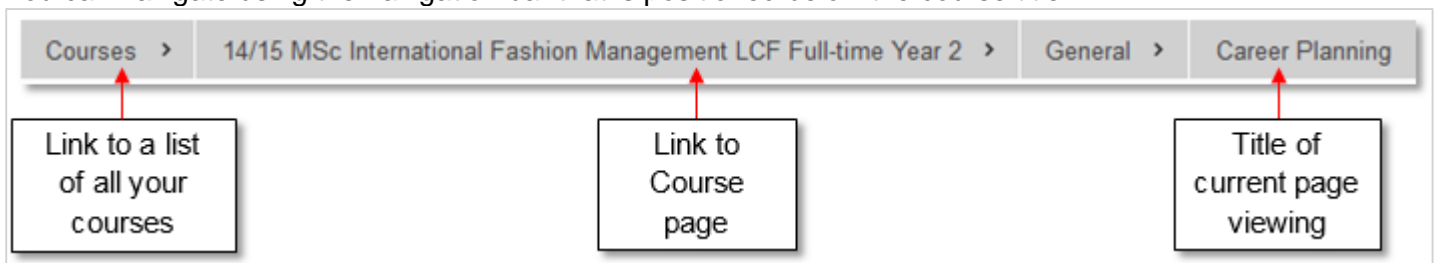 Courses > 14/15 MSc International Fashion Management LCF Full-time Year 2 > General > Career Planning
Link to a list
of all your
courses
Link to
Course
page
Title of
current page
viewing